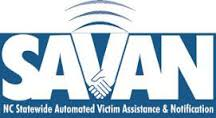 SAVAN
NC Statewide Automated Victim Assistance & Notification